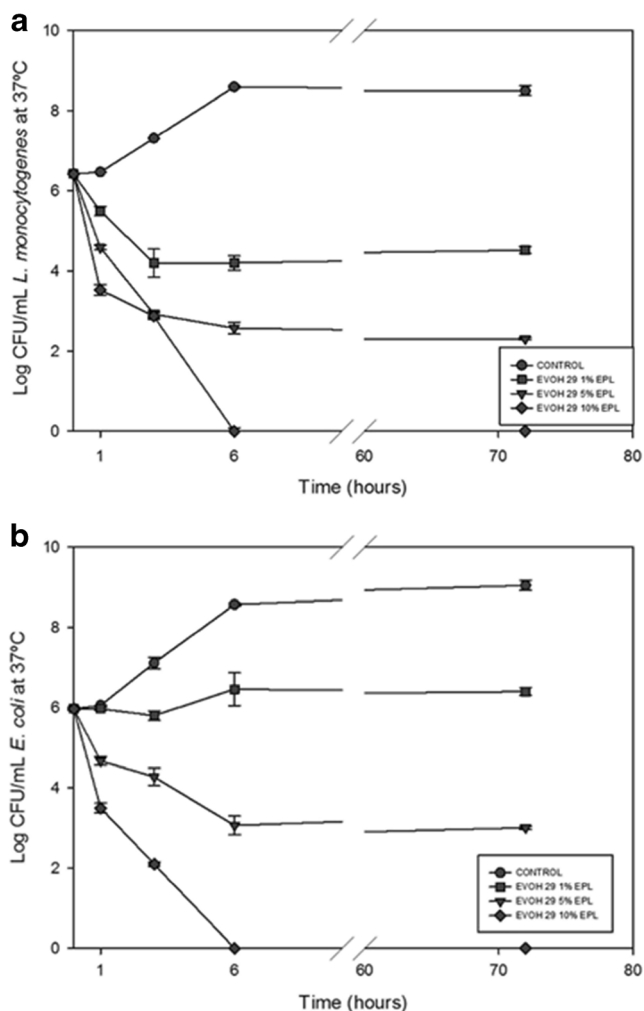 a
Log CFU/mL L. monocytogenes at 37ºC
10
8
6
4
2
0
CONTROL
EVOH 29 1% EPL
EVOH 29 5% EPL
EVOH 29 10% EPL
1 6 60 70 80
Time (hours)
b
Log CFU/mL E. coli at 37ºC
10
8
6
4
2
0
CONTROL
EVOH 29 1% EPL
EVOH 29 5% EPL
EVOH 29 10% EPL
1 6 60 70 80
Time (hours)